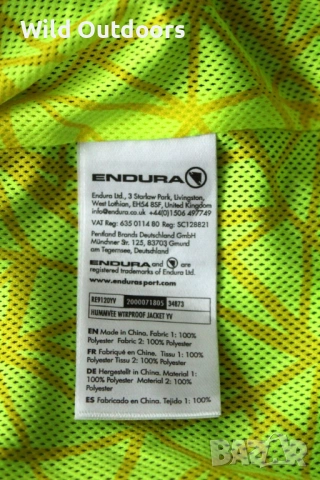 Wild Outdoors
ENDURA
Endura Ltd., 3 Starlaw Park, Livingston,
West Lothian, EH54 8SF, United Kingdom
info@endura.co.uk +44(0)1506 497749
VAT Reg: 635 0114 80 Reg: SC128821
Pentland Brands Deutschland GmbH
Münchner Str. 125, 83703 Gmund
am Tegernsee, Deutschland
ENDURA and are
registered trademarks of Endura Ltd.
www.endurasport.com
RE9120YV 2000071805 34873
HUMMVEE WTRPROOF JACKET YV
EN Made in China. Fabric 1: 100%
Polyester Fabric 2: 100% Polyester
FR Fabriqué en China. Tissu 1: 100%
Polyester Tissu 2: 100% Polyester
DE Hergestellt in China. Material 1:
100% Polyester Material 2: 100%
Polyester
ES Fabricado en China. Tejido 1: 100%
BAZAR